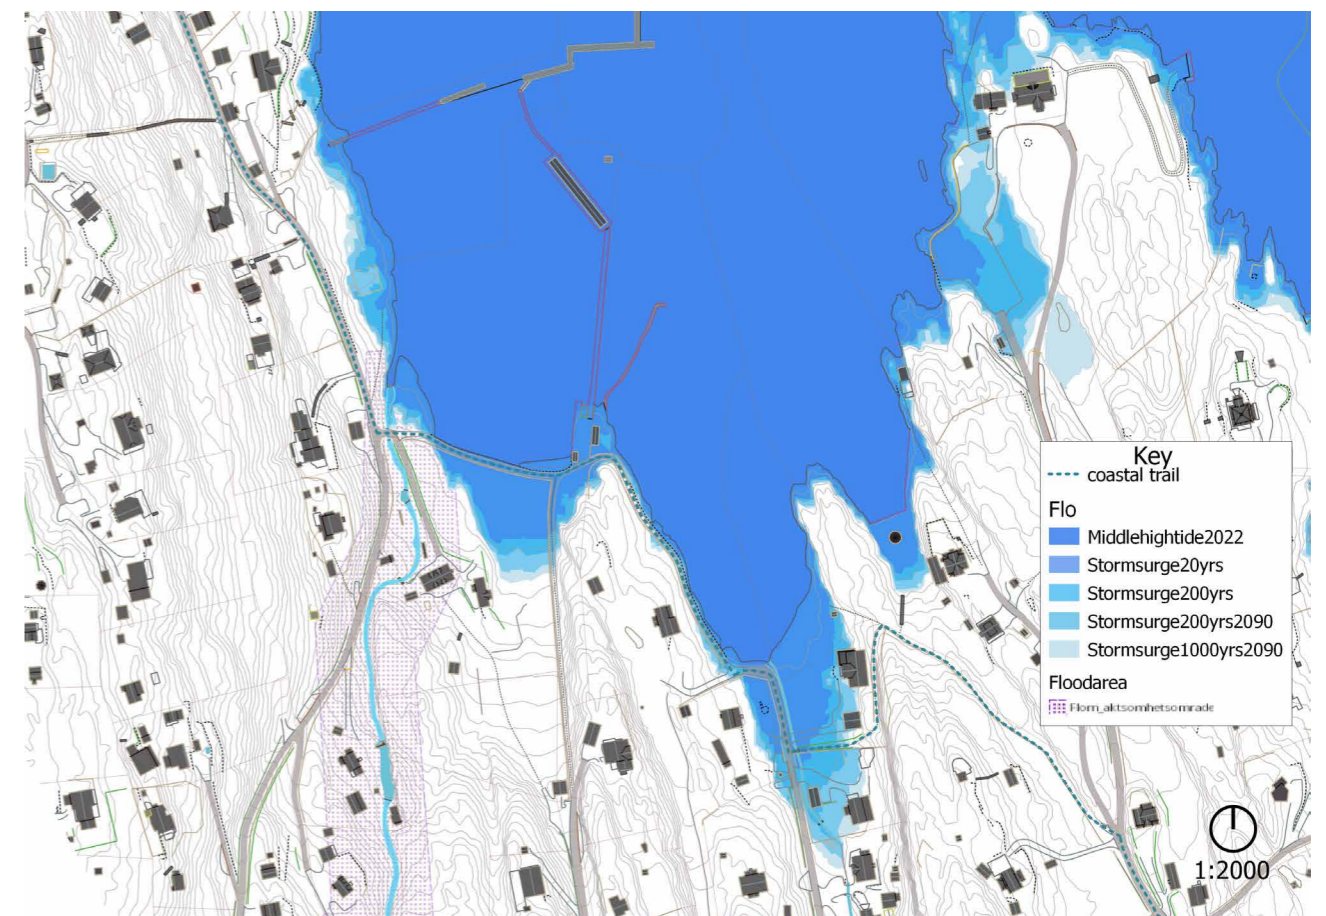 Key
coastal trail
Flo
Middlehightide2022
Stormsurge20yrs
Stormsurge200yrs
Stormsurge200yrs2090
Stormsurge1000yrs2090
Floodarea
Flom_aktsomhetsomrade
1:2000